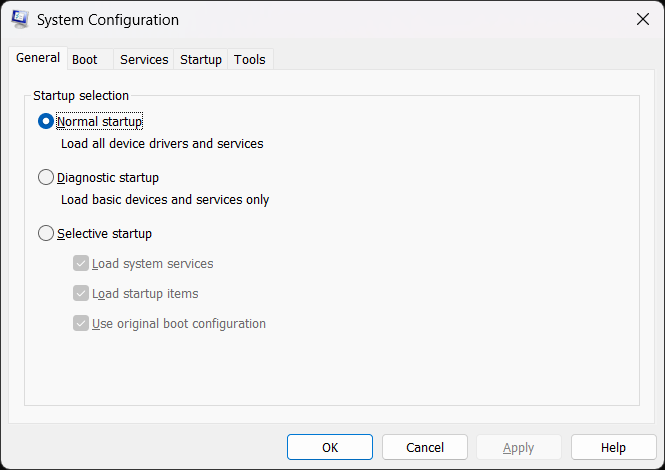 System Configuration
General Boot Services Startup Tools
Startup selection
Normal startup
Load all device drivers and services
Diagnostic startup
Load basic devices and services only
Selective startup
Load system services
Load startup items
Use original boot configuration
OK Cancel Apply Help